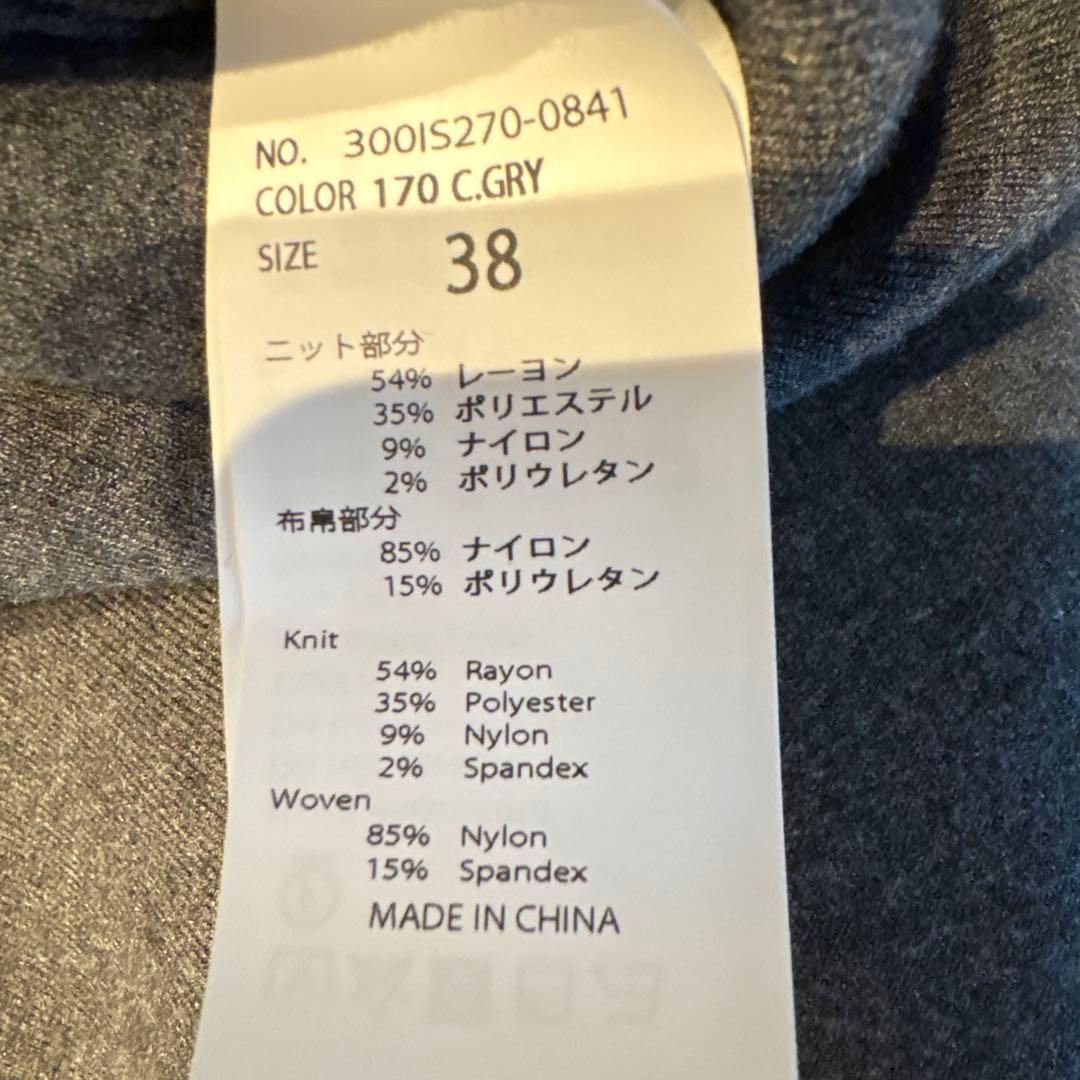 NO. 300IS270-0841
COLOR 170 C.GRY
SIZE 38
ニット部分
54% レーヨン
35% ポリエステル
9% ナイロン
2% ポリウレタン
布帛部分
85% ナイロン
15% ポリウレタン
Knit
54% Rayon
35% Polyester
9% Nylon
2% Spandex
Woven
85% Nylon
15% Spandex
MADE IN CHINA